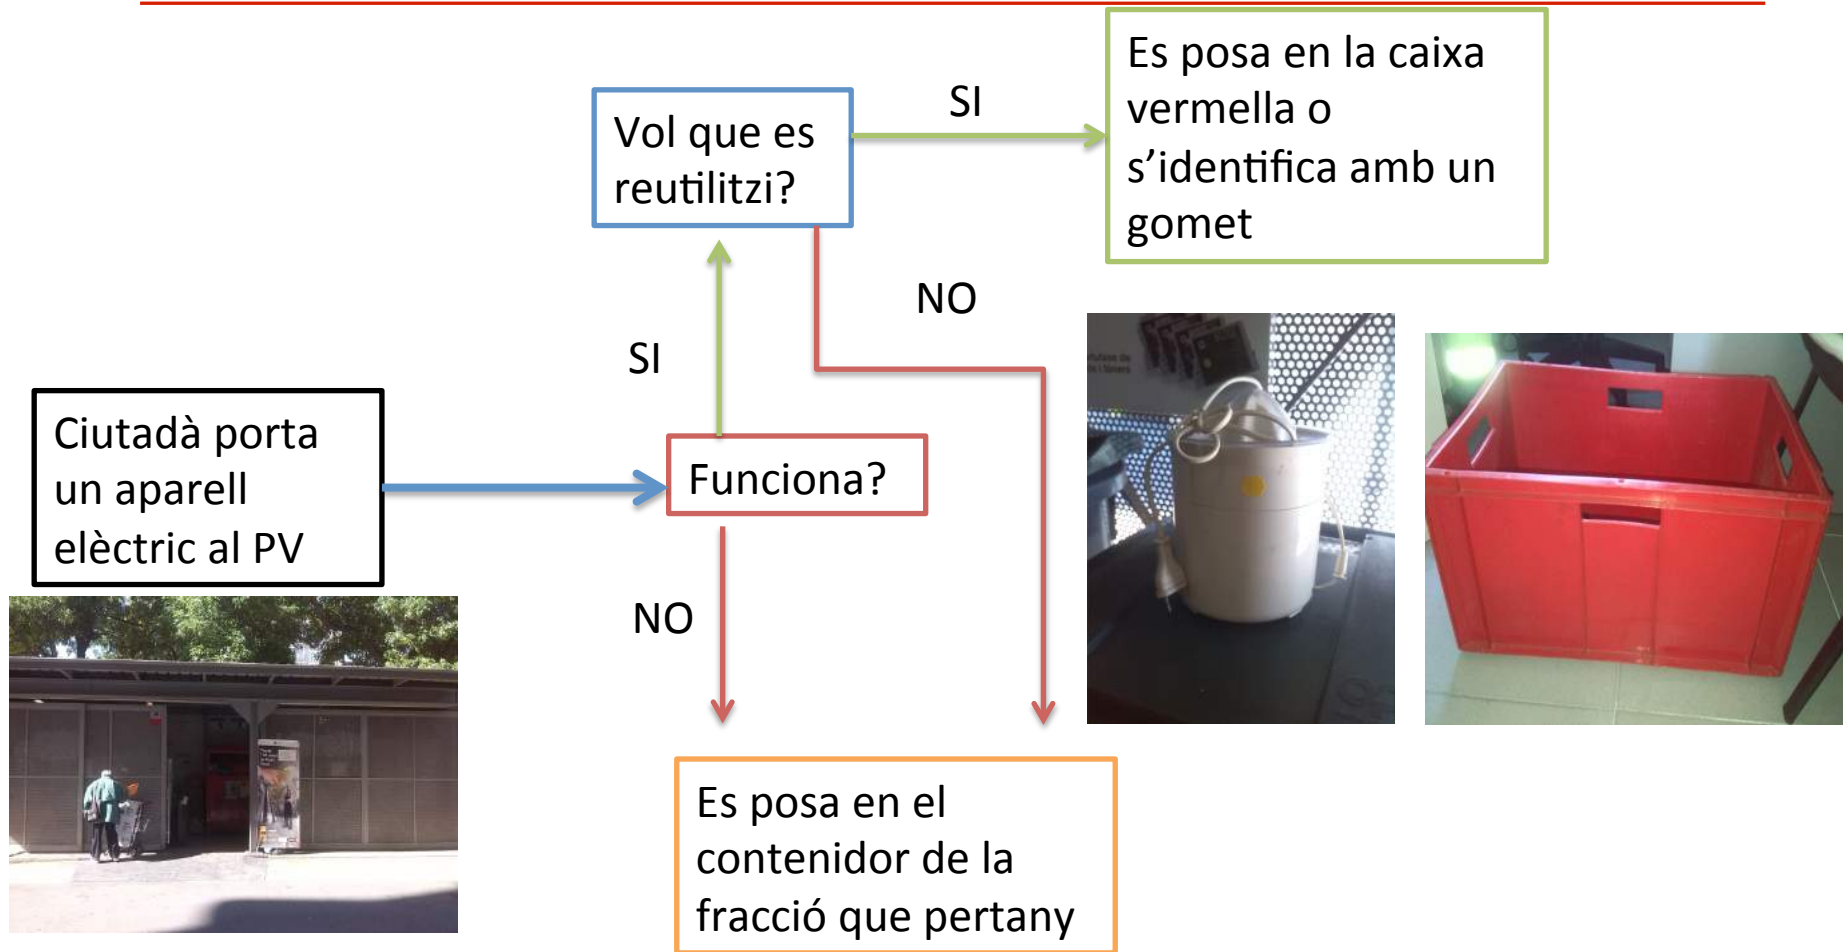 Es posa en la caixa
vermella o
s’identifica amb un
gomet
SI
Vol que es
reutilitzi?
NO
SI
Ciutadà porta
un aparell
elèctric al PV
Funciona?
NO
Es posa en el
contenidor de la
fracció que pertany